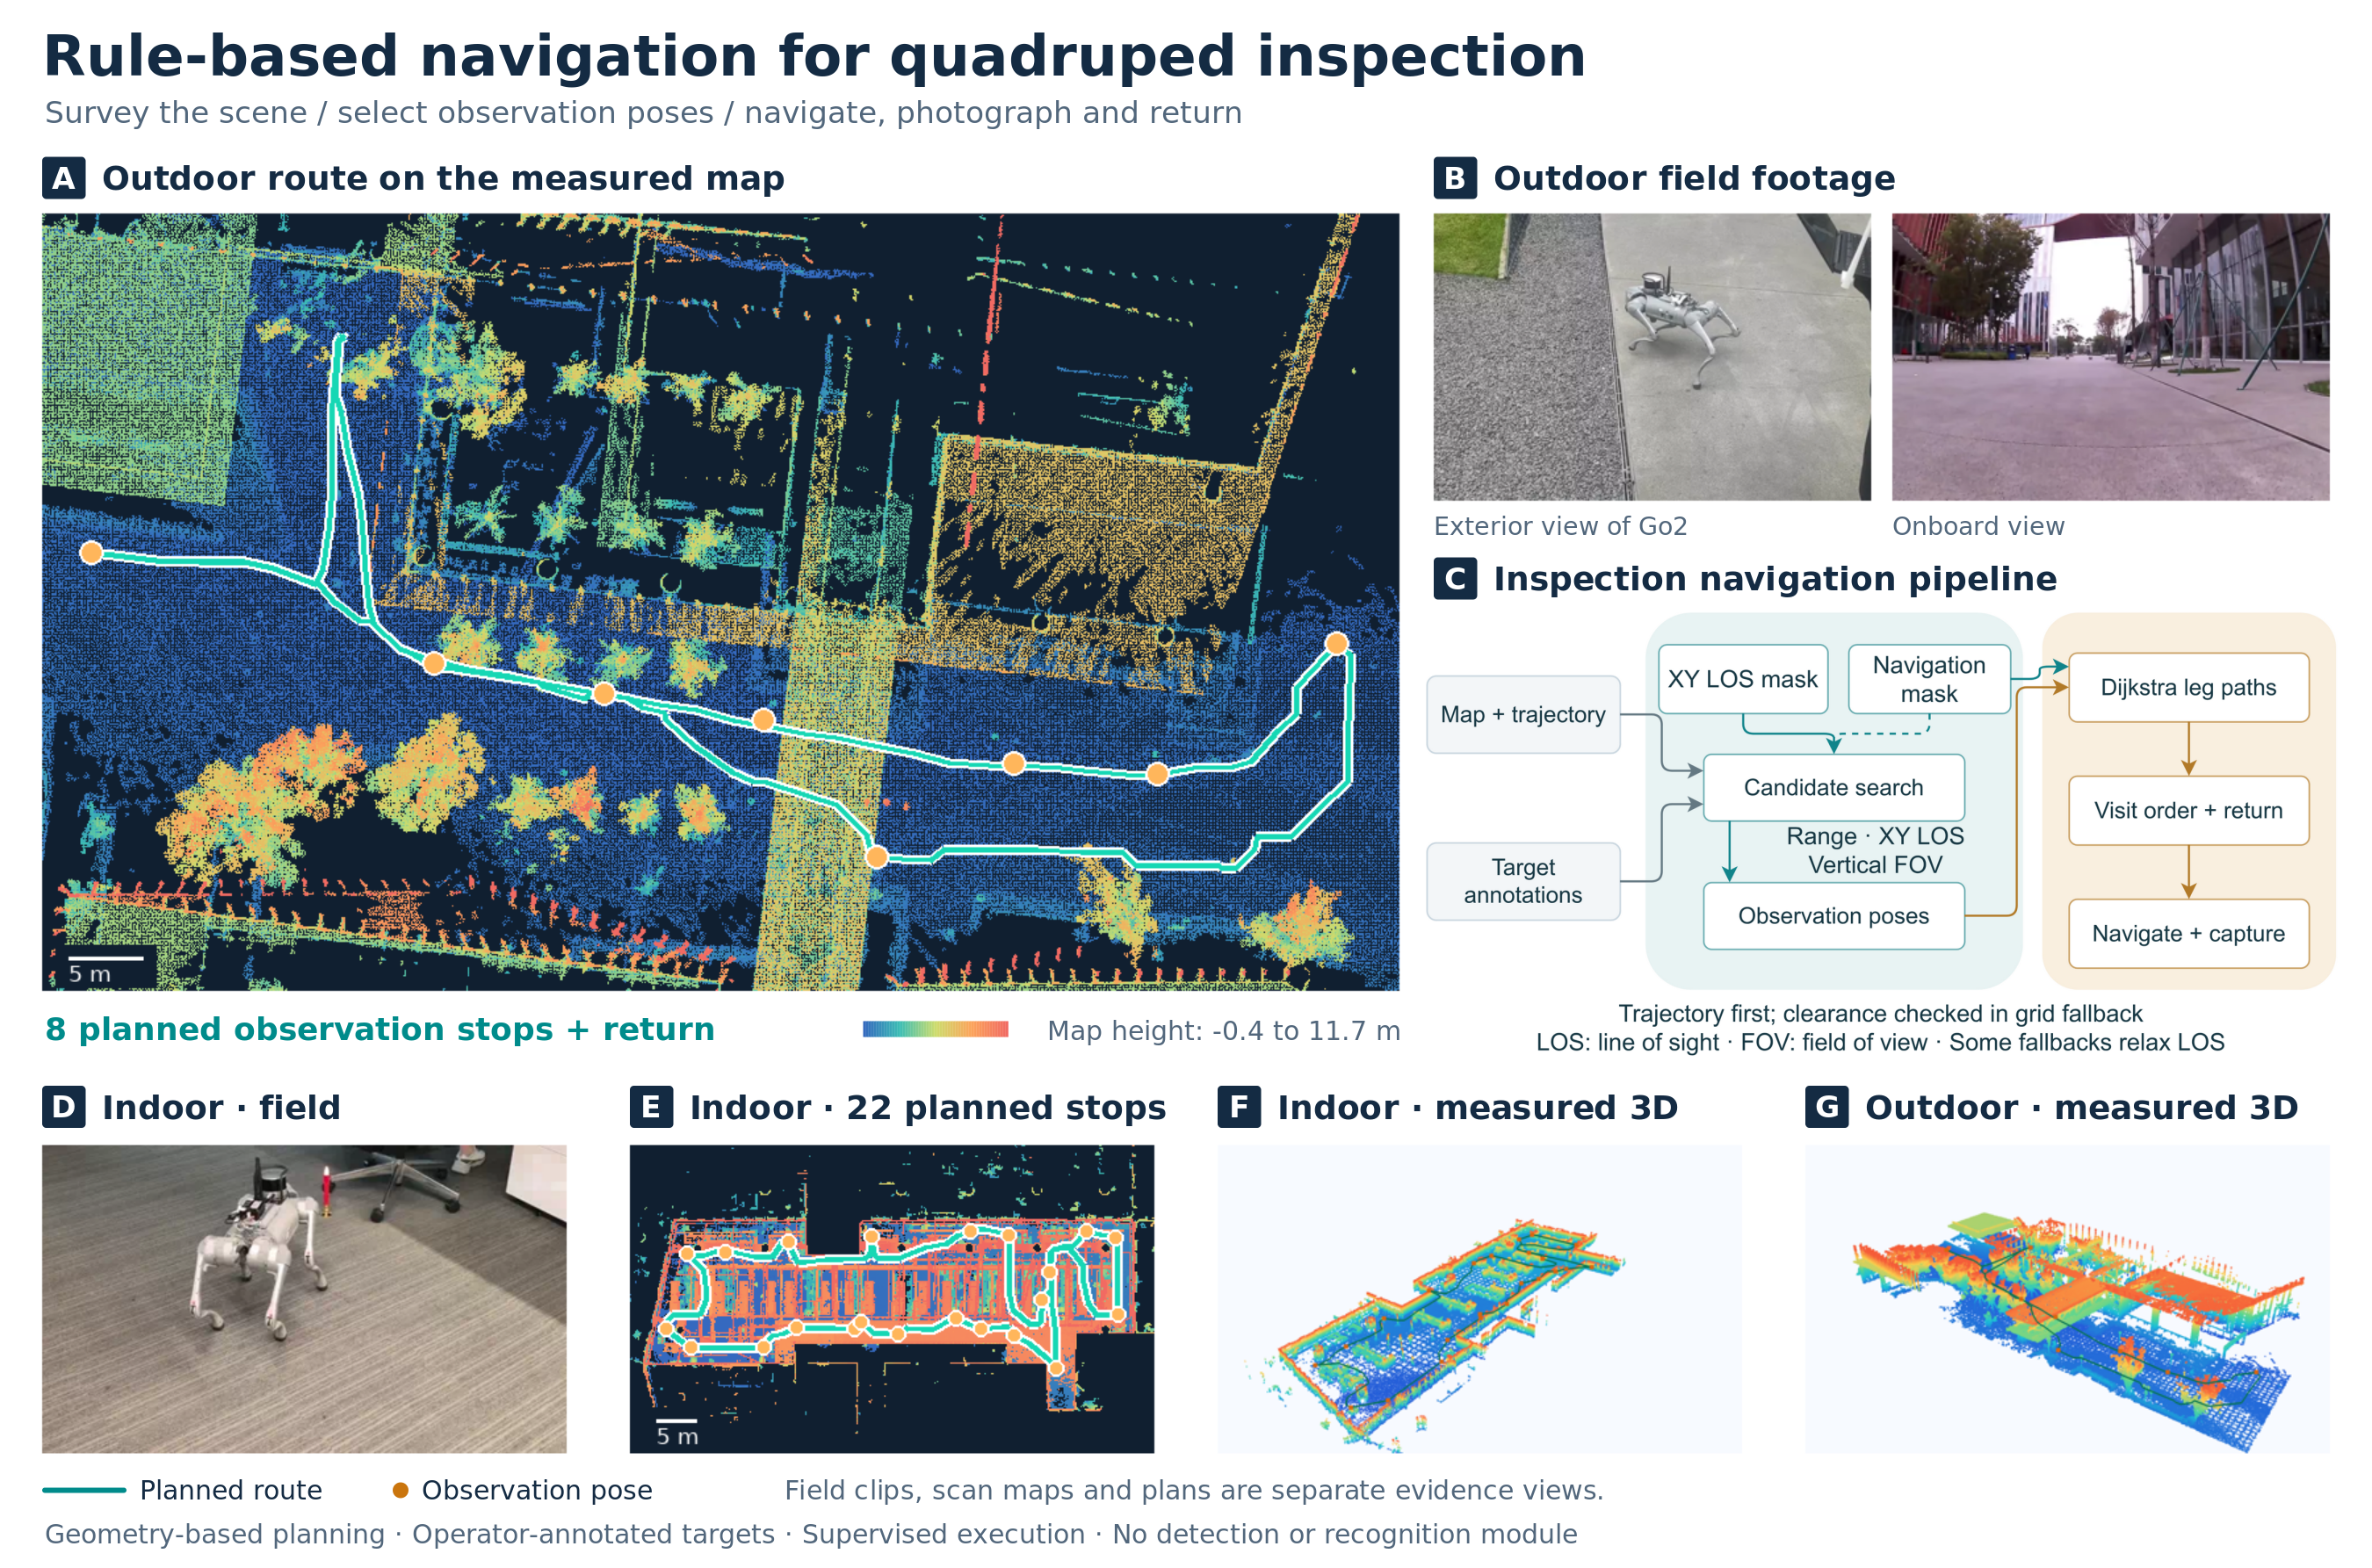 Rule-based navigation for quadruped inspection
Survey the scene / select observation poses / navigate, photograph and return
A Outdoor route on the measured map
5 m
8 planned observation stops + return
Map height: -0.4 to 11.7 m
B Outdoor field footage
Exterior view of Go2
Onboard view
C Inspection navigation pipeline
Map + trajectory
Target
annotations
XY LOS mask
Navigation
mask
Candidate search
Range · XY LOS
Vertical FOV
Observation poses
Dijkstra leg paths
Visit order + return
Navigate + capture
Trajectory first; clearance checked in grid fallback
LOS: line of sight · FOV: field of view · Some fallbacks relax LOS
D Indoor · field
E Indoor · 22 planned stops
5 m
F Indoor · measured 3D
G Outdoor · measured 3D
Planned route
Observation pose
Field clips, scan maps and plans are separate evidence views.
Geometry-based planning · Operator-annotated targets · Supervised execution · No detection or recognition module